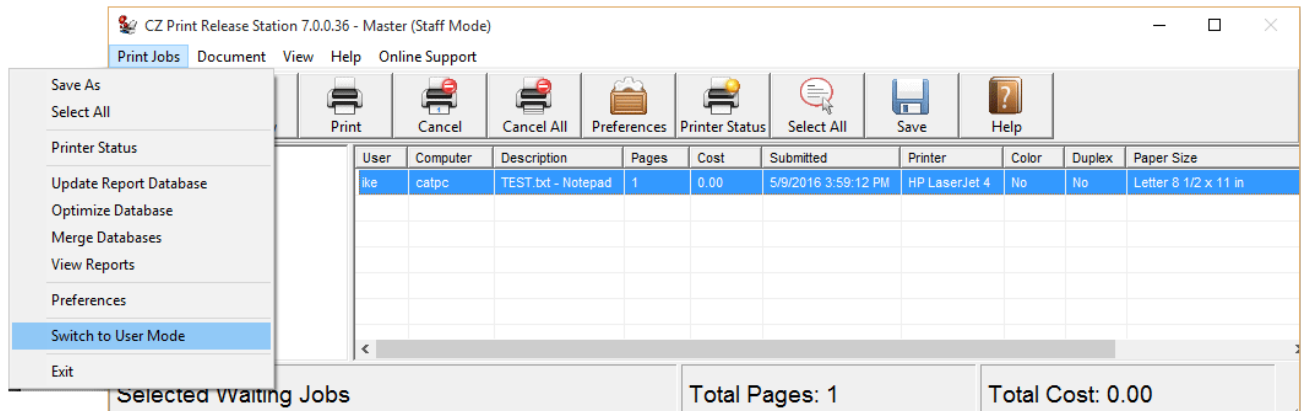 CZ Print Release Station 7.0.0.36 - Master (Staff Mode)
Print Jobs Document View Help Online Support
Save As
Select All
Printer Status
Update Report Database
Optimize Database
Merge Databases
View Reports
Preferences
Switch to User Mode
Exit
Print Cancel Cancel All Preferences Printer Status Select All Save Help
User Computer Description Pages Cost Submitted Printer Color Duplex Paper Size
ike catpc TEST.txt - Notepad 1 0.00 5/9/2016 3:59:12 PM HP LaserJet 4 No No Letter 8 1/2 x 11 in
Selected Waiting Jobs Total Pages: 1 Total Cost: 0.00